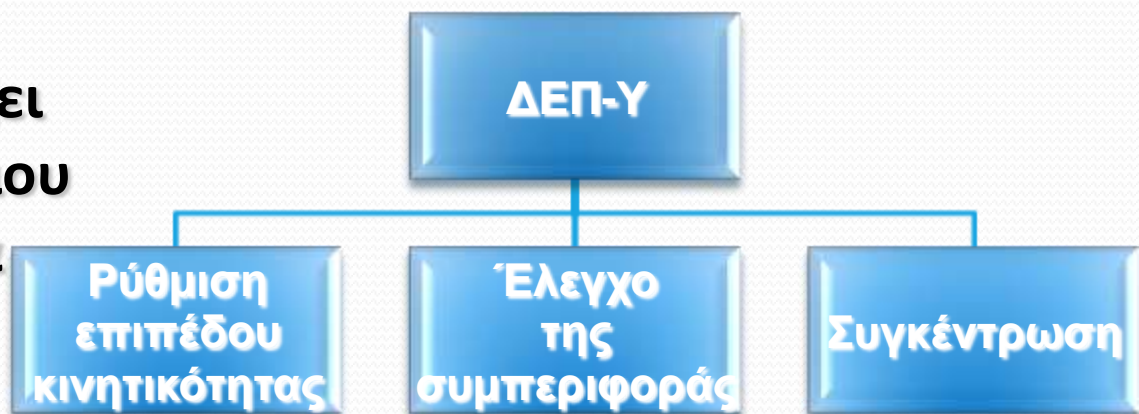 ΔΕΠ-Υ
Ρύθμιση
επιπέδου
κινητικότητας
Έλεγχο
της
συμπεριφοράς
Συγκέντρωση